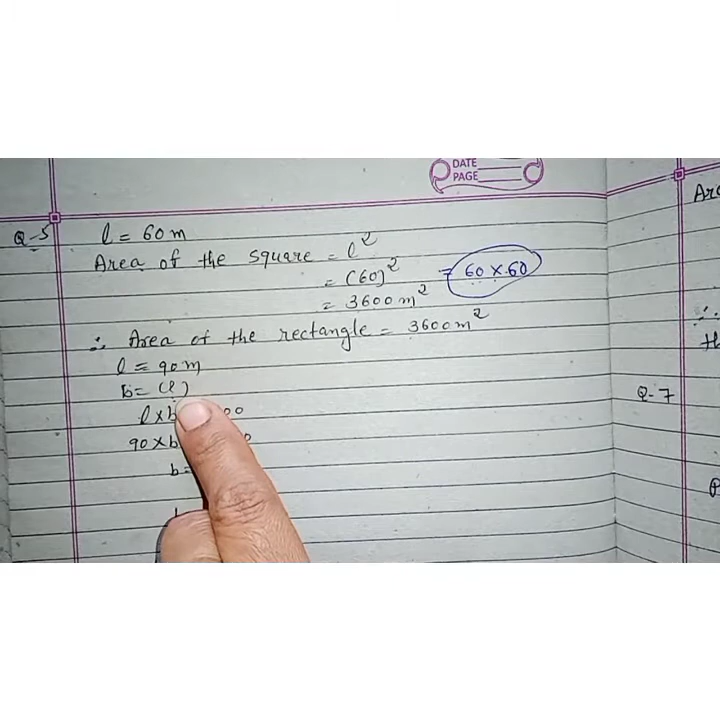 DATE
PAGE
Q-5 l = 60 m
Area of the square = l²
= (60)² = 60 × 60
= 3600 m²
∴ Area of the rectangle = 3600 m²
l = 90 m
b = (?)
l × b
90 × b
b =
Are
∴
Q-7